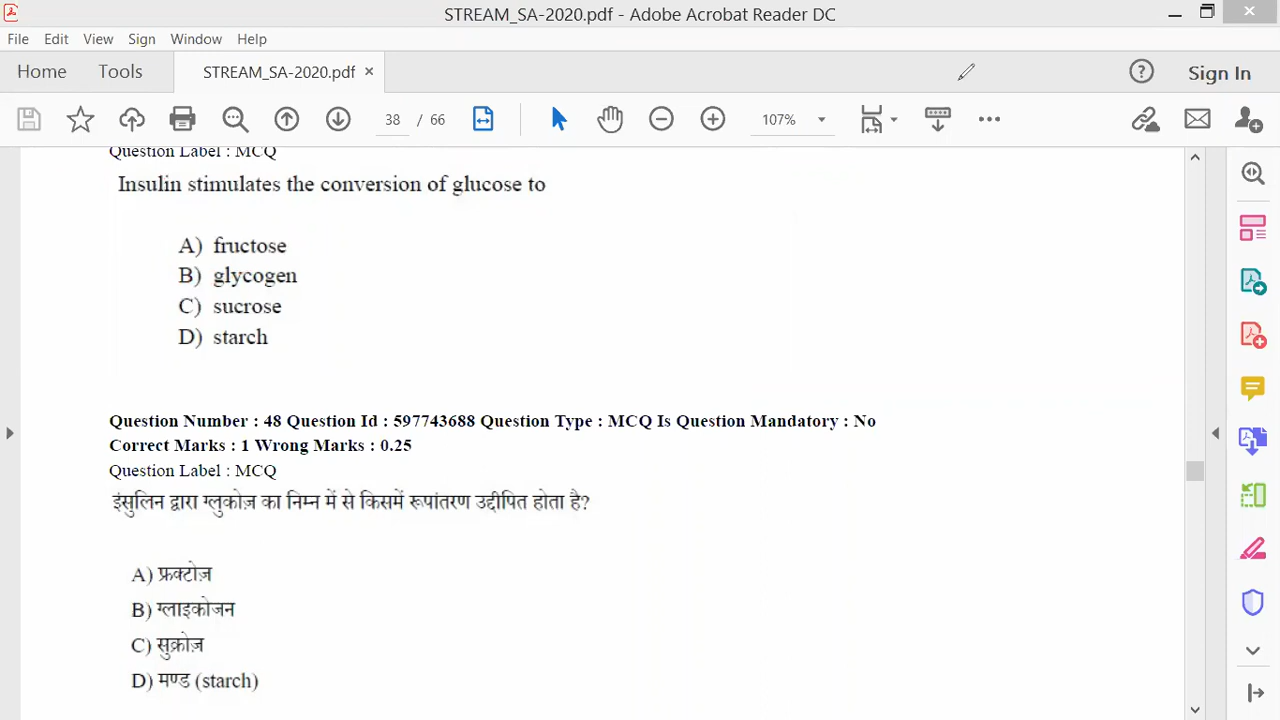 STREAM_SA-2020.pdf - Adobe Acrobat Reader DC
File Edit View Sign Window Help
Home Tools STREAM_SA-2020.pdf × Sign In
38 / 66 107%
Question Label : MCQ
Insulin stimulates the conversion of glucose to
A) fructose
B) glycogen
C) sucrose
D) starch
Question Number : 48 Question Id : 597743688 Question Type : MCQ Is Question Mandatory : No
Correct Marks : 1 Wrong Marks : 0.25
Question Label : MCQ
इंसुलिन द्वारा ग्लुकोज़ का निम्न में से किसमें रूपांतरण उद्दीपित होता है?
A) फ्रक्टोज़
B) ग्लाइकोजन
C) सुक्रोज़
D) मण्ड (starch)